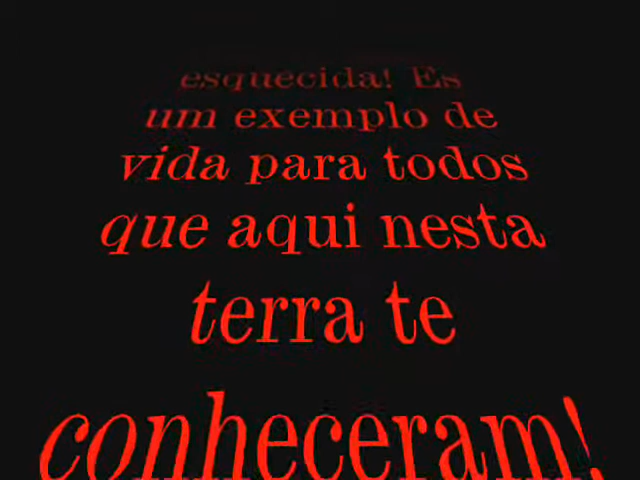 esquecida! Es
um exemplo de
vida para todos
que aqui nesta
terra te
conheceram!